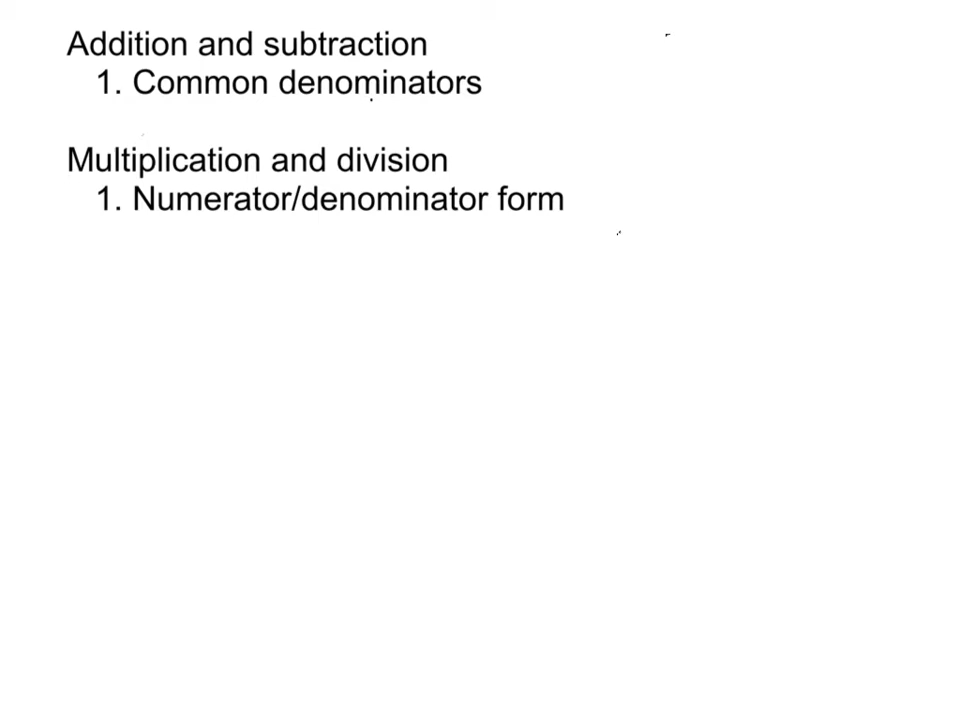 Addition and subtraction
1. Common denominators
Multiplication and division
1. Numerator/denominator form